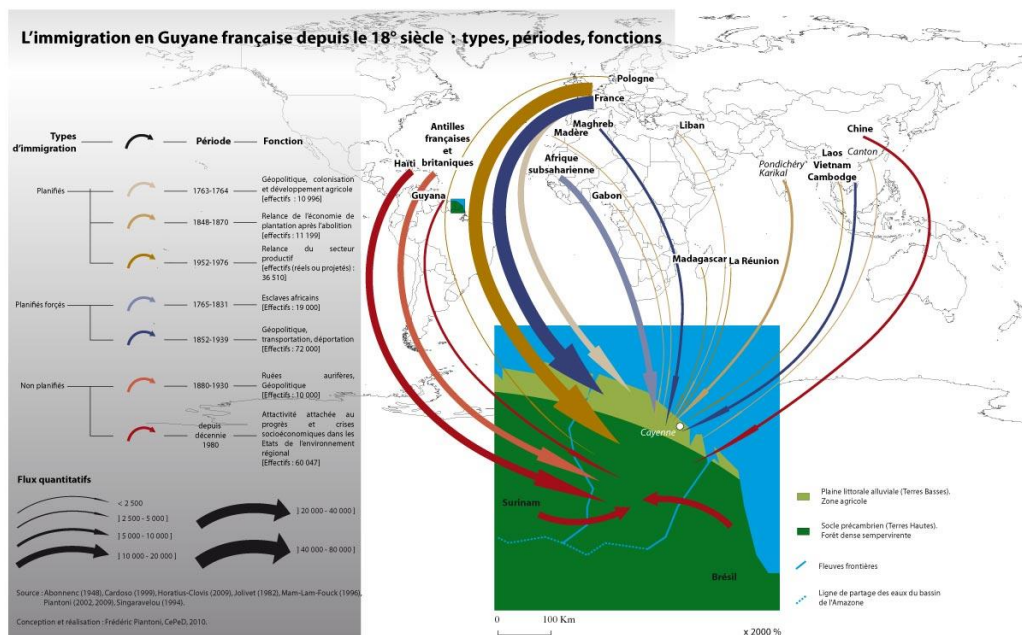 L'immigration en Guyane française depuis le 18° siècle : types, périodes, fonctions
Types
d'immigration
Période
Fonction
Planifiés
1763-1764
Géopolitique, colonisation
et développement agricole
[effectifs : 10 996]
1848-1870
Relance de l'économie de
plantation après l'abolition
[effectifs : 11 199]
1952-1976
Relance du secteur
productif
[effectifs (réels ou projetés) :
36 510]
Planifiés forçés
1765-1831
Esclaves africains
[Effectifs : 19 000]
1852-1939
Géopolitique,
transportation, déportation
[Effectifs : 72 000]
Non planifiés
1880-1930
Ruées aurifères,
Géopolitique
[Effectifs : 10 000]
depuis
décennie
1980
Attactivité attachée au
progrès et crises
socioéconomiques dans les
Etats de l'environnement
régional
[Effectifs : 60 047]
Flux quantitatifs
< 2 500
] 2 500 - 5 000 ]
] 5 000 - 10 000 ]
] 10 000 - 20 000 ]
] 20 000 - 40 000 ]
] 40 000 - 80 000 ]
Source : Abonnenc (1948), Cardoso (1999), Horatius-Clovis (2009), Jolivet (1982), Mam-Lam-Fouck (1996),
Piantoni (2002, 2009), Singaravelou (1994).
Conception et réalisation : Frédéric Piantoni, CePeD, 2010.
Pologne
France
Maghreb
Madère
Liban
Chine
Antilles
françaises
et
britaniques
Haïti
Guyana
Afrique
subsaharienne
Gabon
Pondichéry
Karikal
Laos
Vietnam
Cambodge
Canton
Madagascar
La Réunion
Cayenne
Surinam
Brésil
Plaine littorale alluviale (Terres Basses).
Zone agricole
Socle précambrien (Terres Hautes).
Forêt dense sempervirente
Fleuves frontières
Ligne de partage des eaux du bassin
de l'Amazone
0 100 Km
x 2000 %